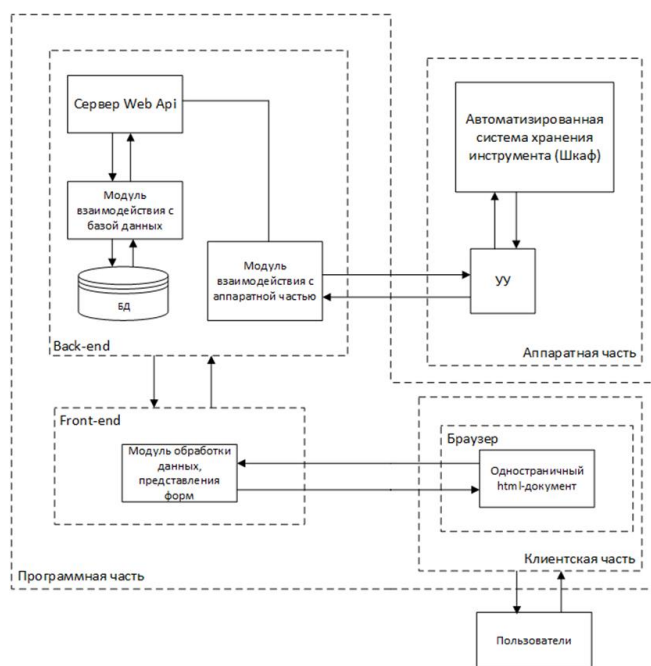 Сервер Web Api
Модуль
взаимодействия с
базой данных
БД
Модуль
взаимодействия с
аппаратной частью
Back-end
Автоматизированная
система хранения
инструмента (Шкаф)
УУ
Аппаратная часть
Front-end
Модуль обработки
данных,
представления
форм
Браузер
Одностраничный
html-документ
Клиентская часть
Программная часть
Пользователи